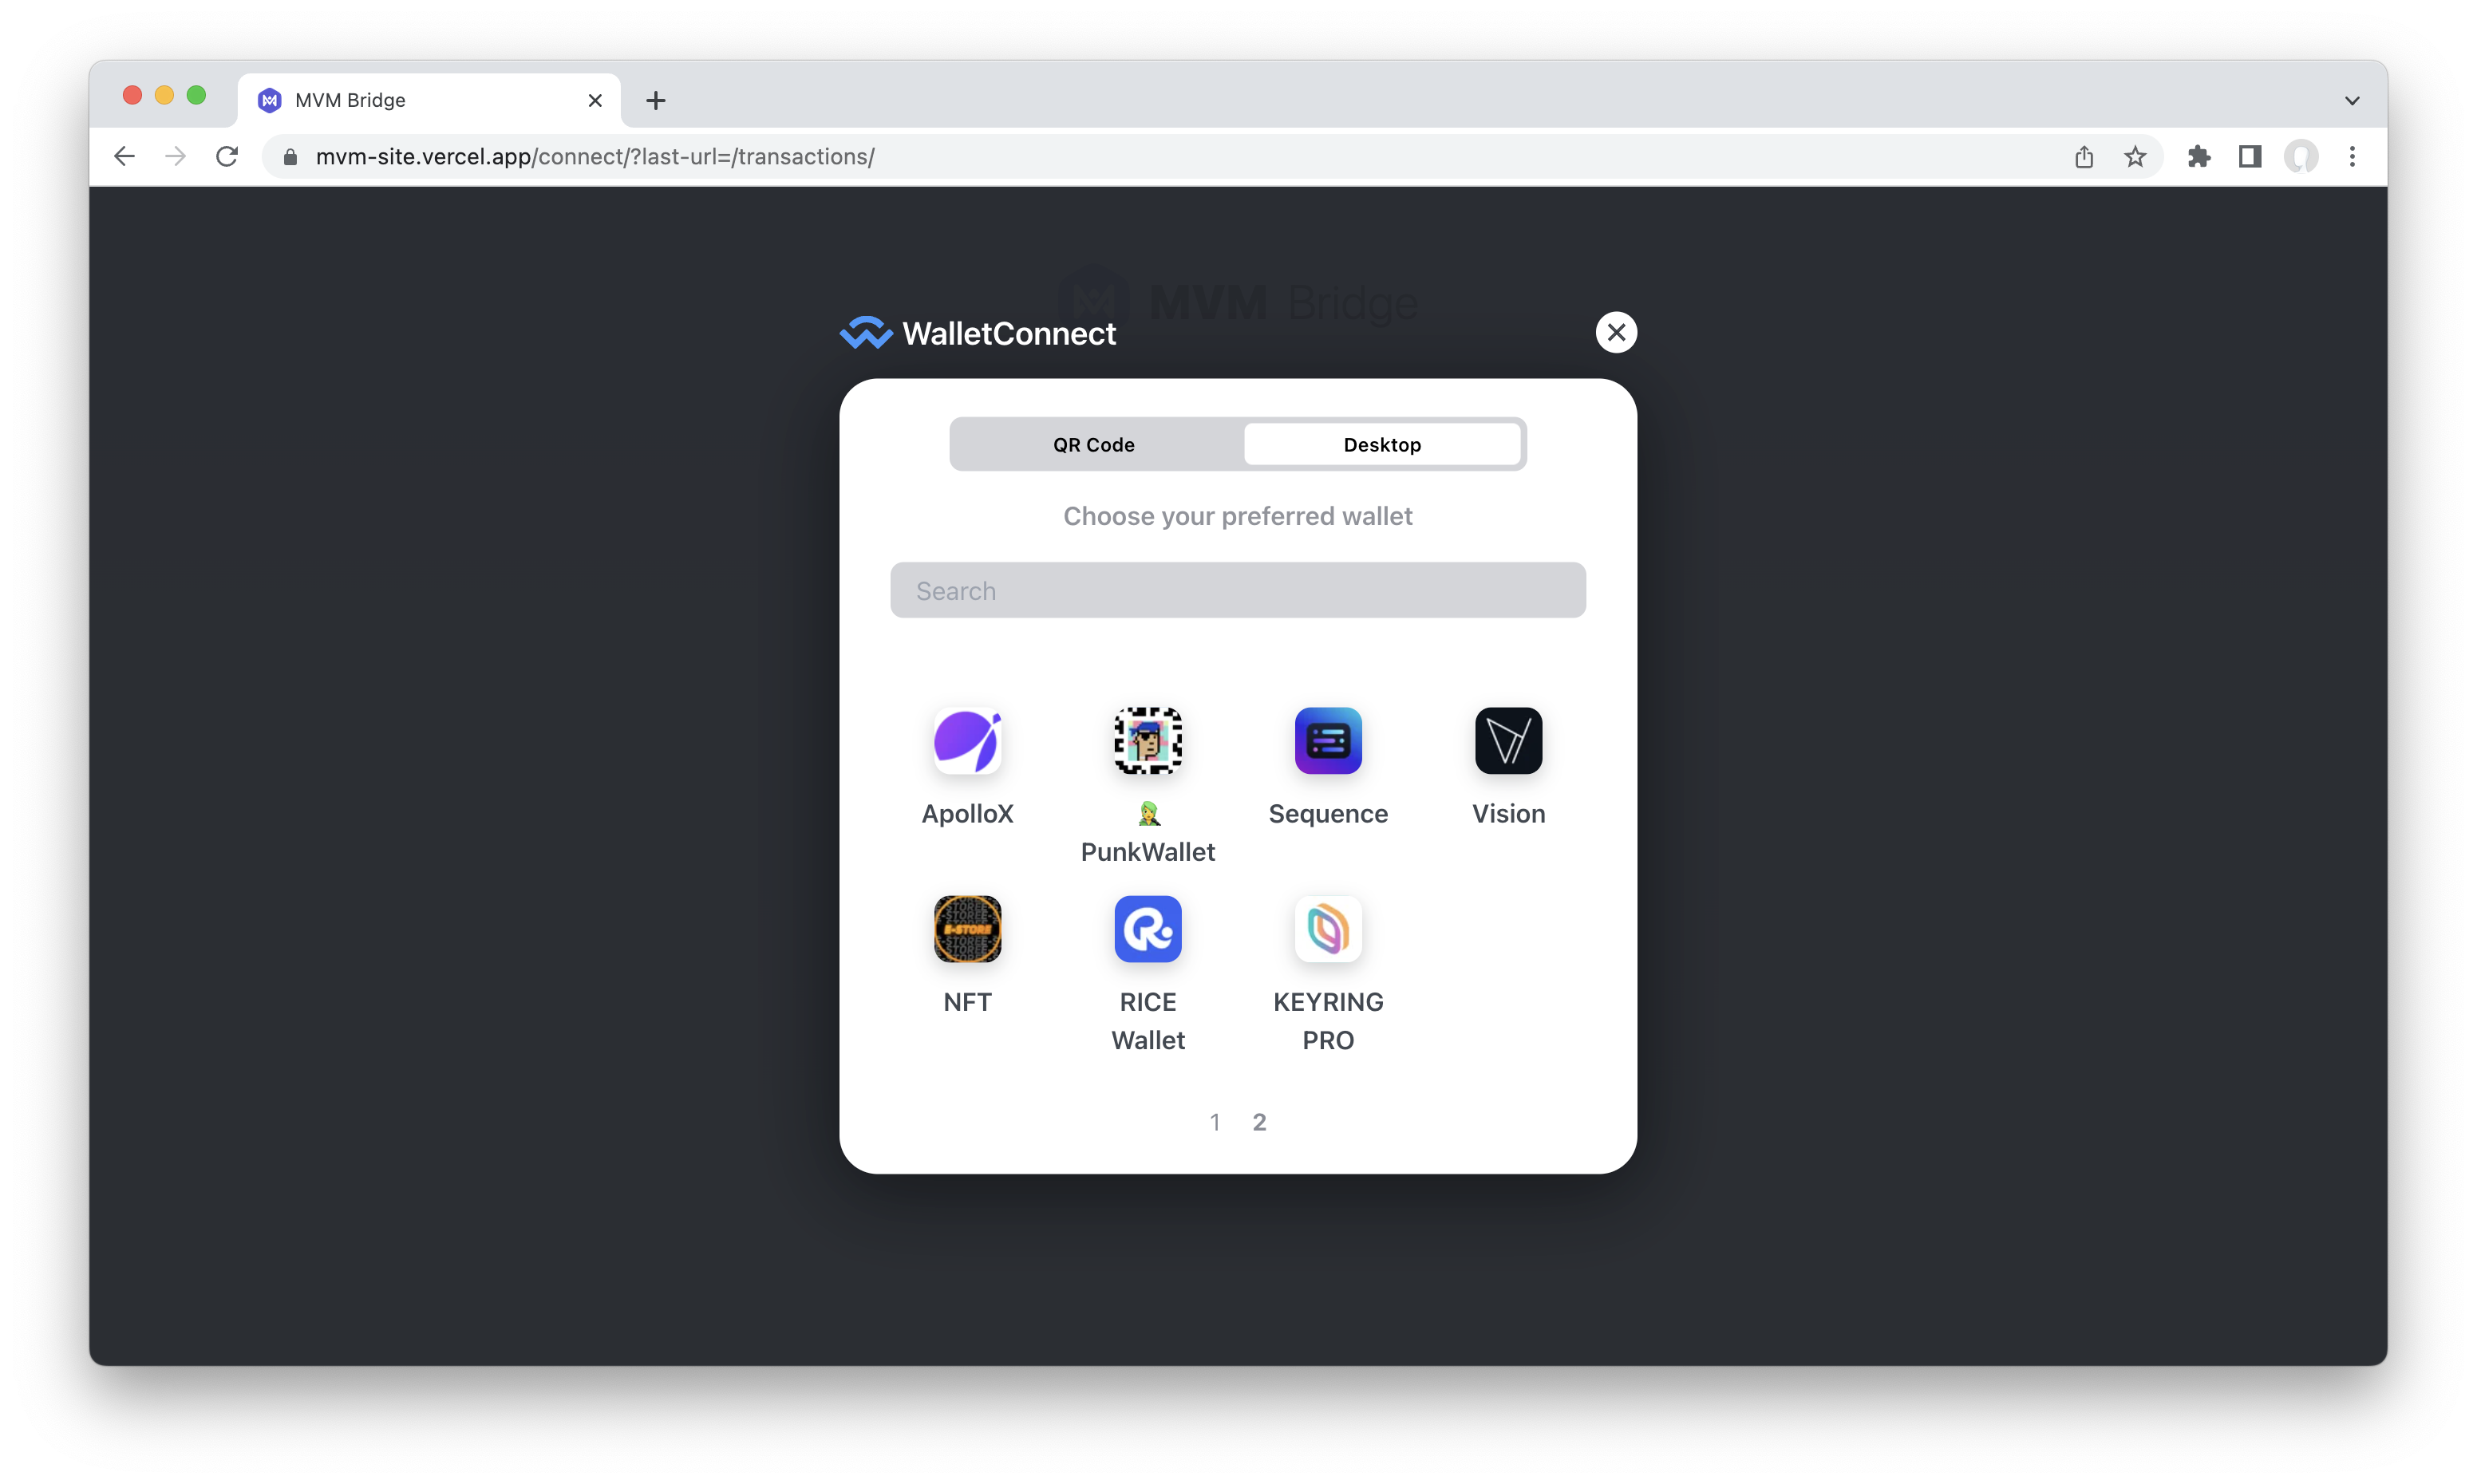 MVM Bridge
mvm-site.vercel.app/connect/?last-url=/transactions/
MVM Bridge
WalletConnect
QR Code
Desktop
Choose your preferred wallet
Search
ApolloX
🧝
PunkWallet
Sequence
Vision
E-STORE
NFT
RICE
Wallet
KEYRING
PRO
1 2